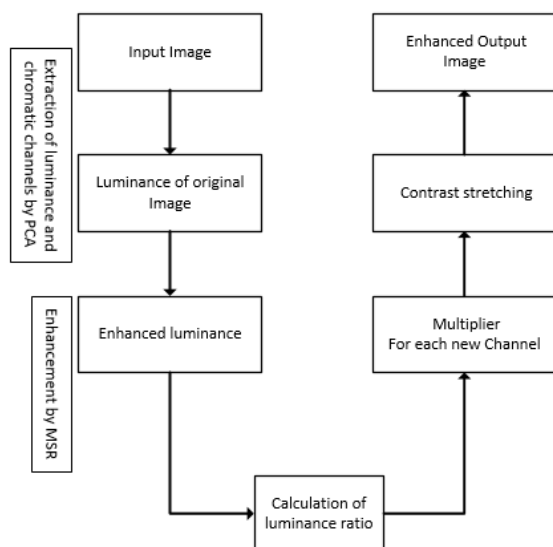 Extraction of luminance and
chromatic channels by PCA
Input Image
Luminance of original
Image
Enhancement by MSR
Enhanced luminance
Calculation of
luminance ratio
Multiplier
For each new Channel
Contrast stretching
Enhanced Output
Image